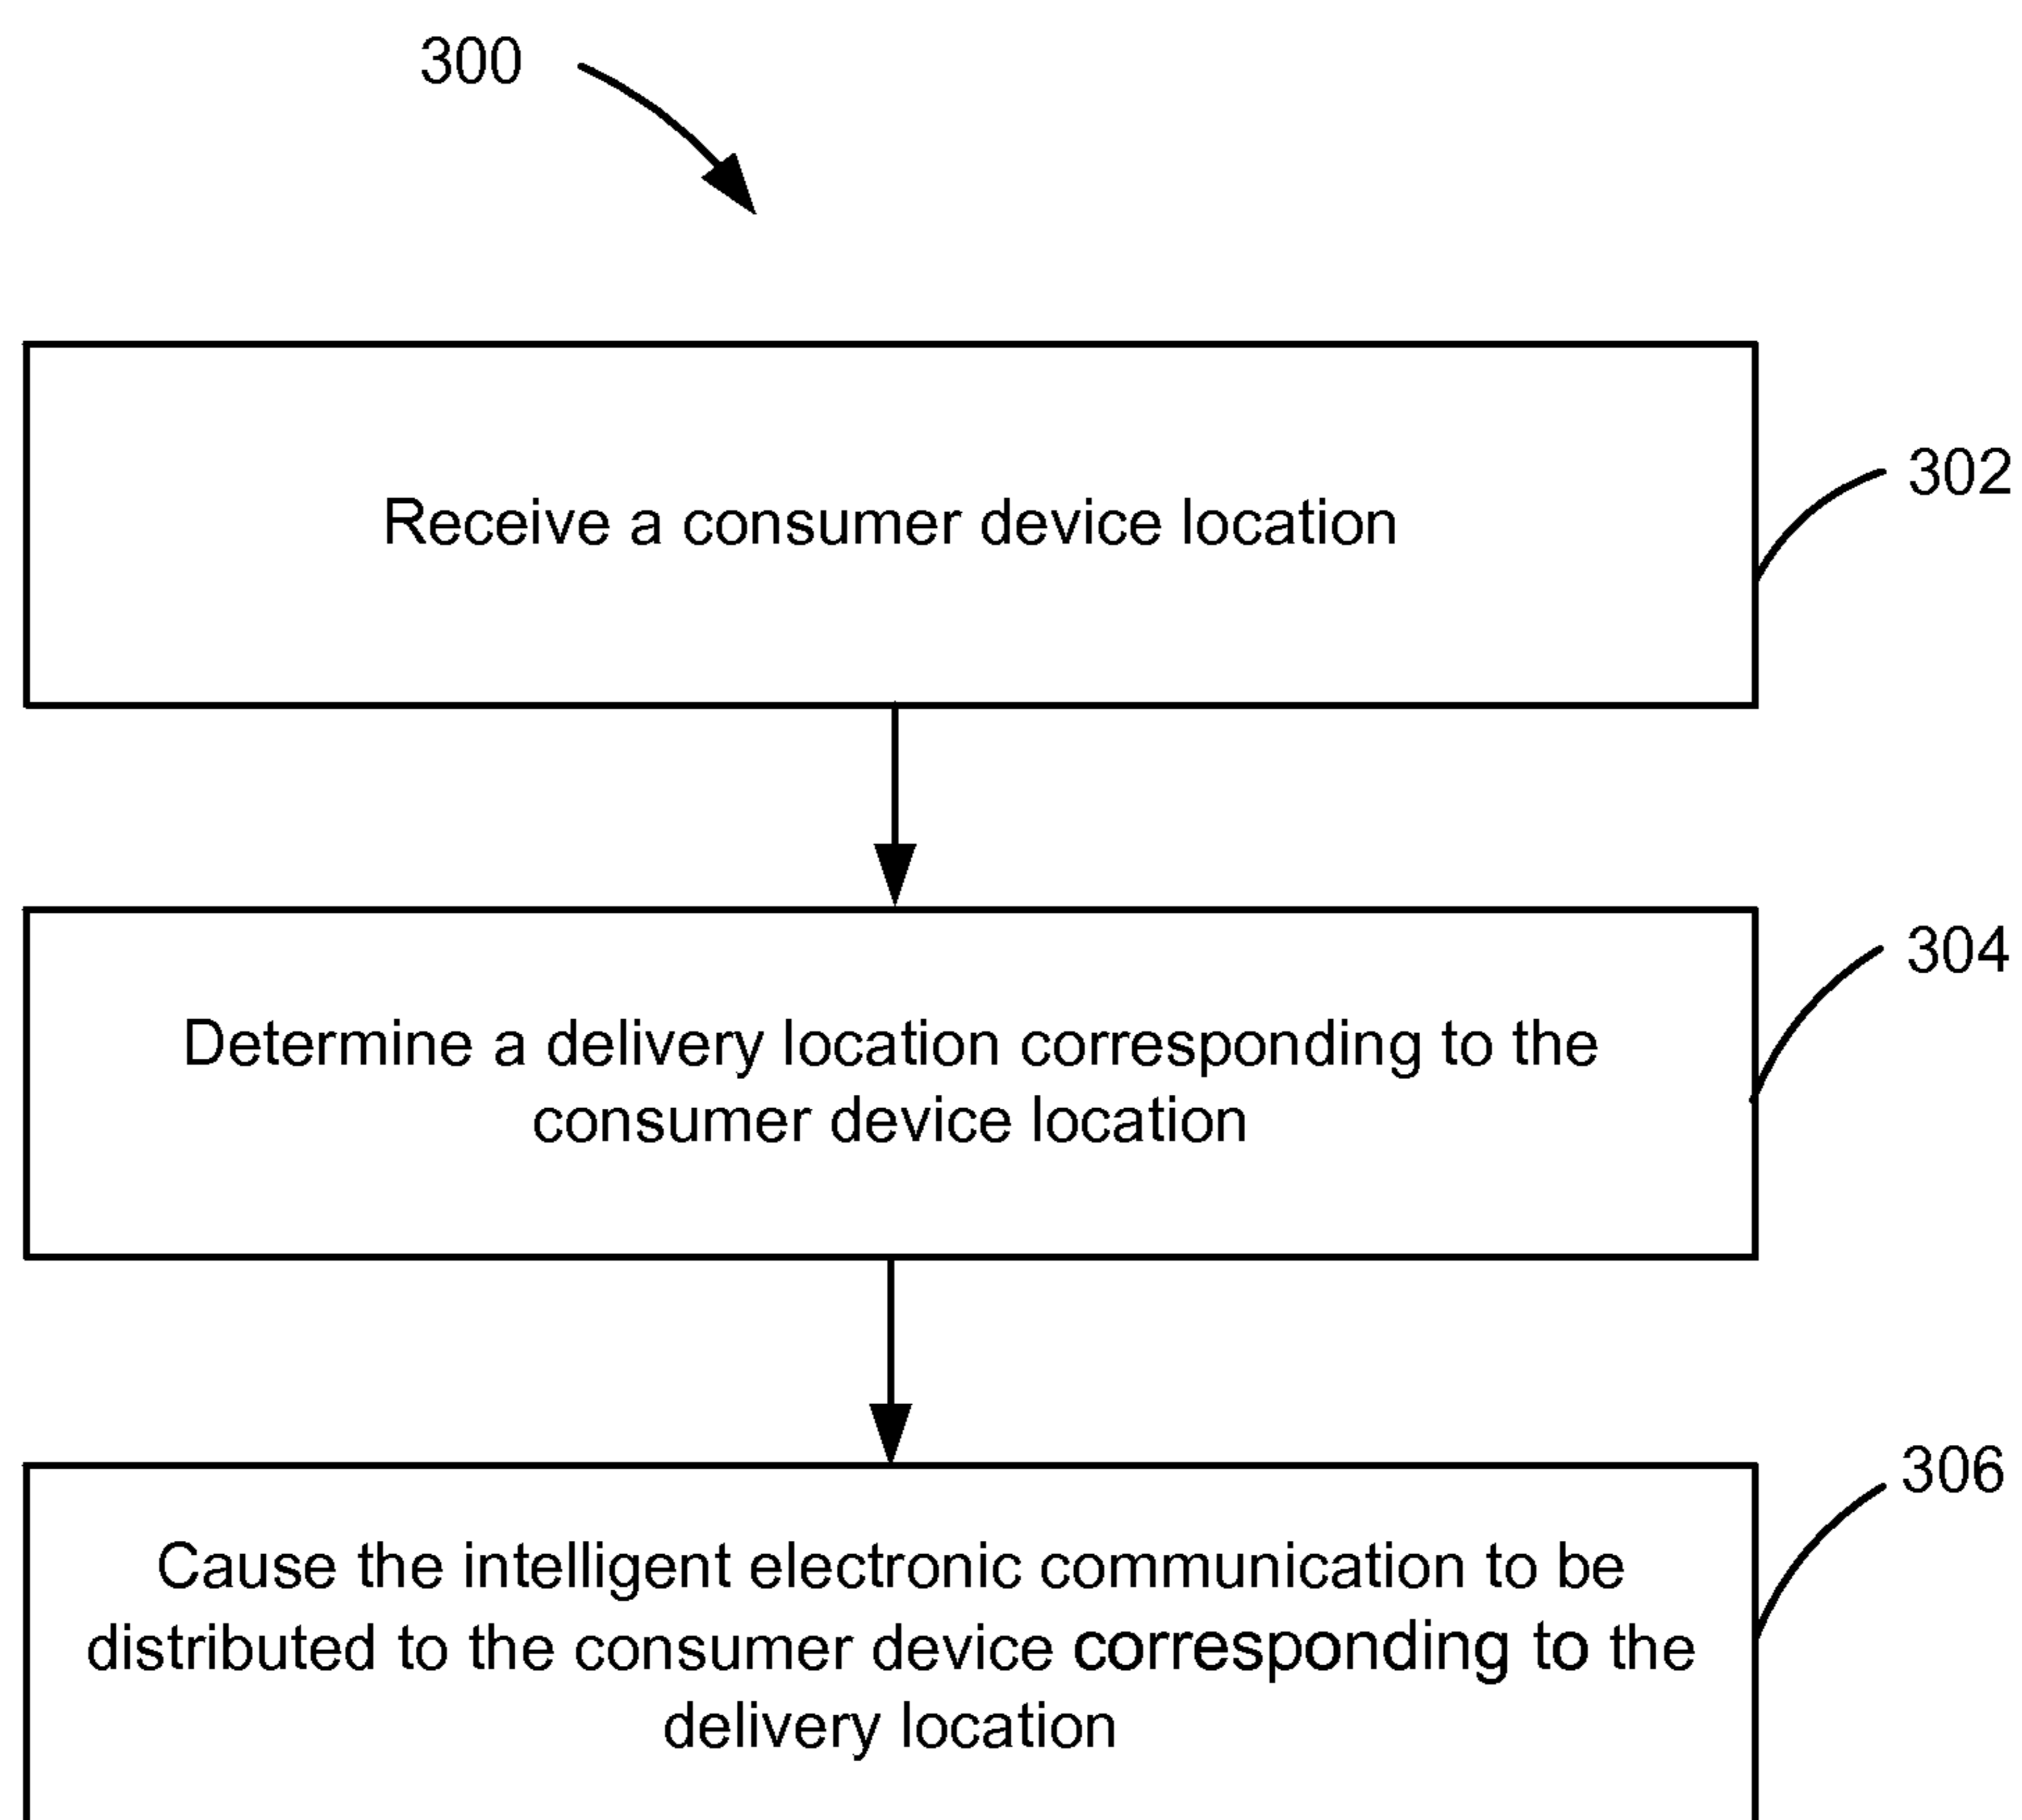 300
Receive a consumer device location
302
Determine a delivery location corresponding to the
consumer device location
304
Cause the intelligent electronic communication to be
distributed to the consumer device corresponding to the
delivery location
306